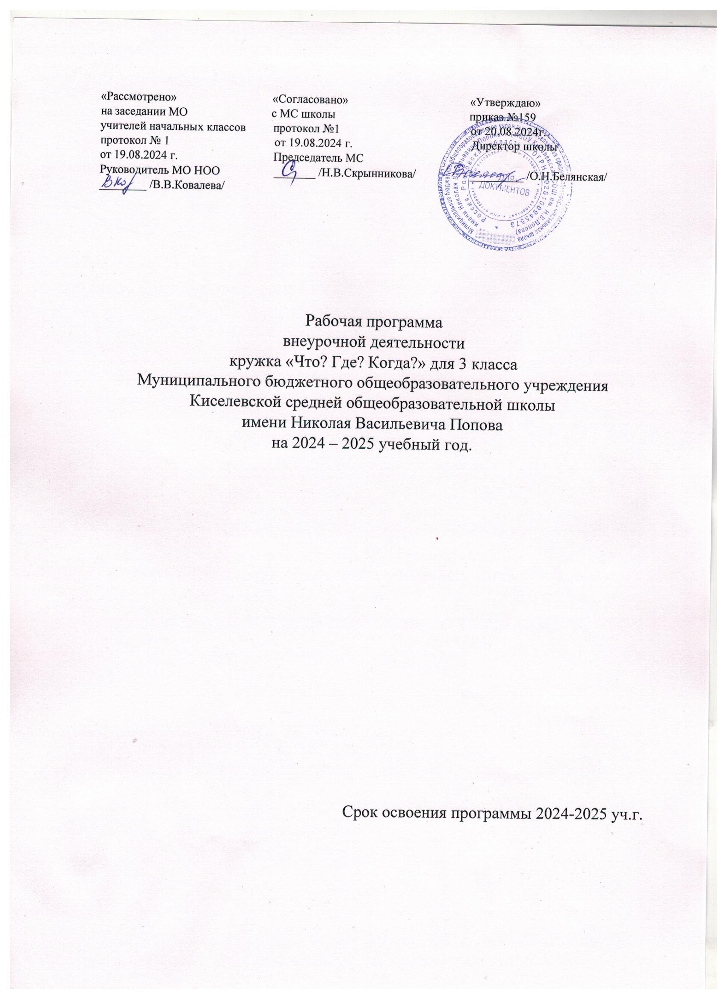 «Рассмотрено»
на заседании МО
учителей начальных классов
протокол № 1
от 19.08.2024 г.
Руководитель МО НОО
/В.В.Ковалева/
«Согласовано»
с МС школы
протокол №1
от 19.08.2024 г.
Председатель МС
/Н.В.Скрынникова/
«Утверждаю»
приказ №159
от 20.08.2024г.
Директор школы
/О.Н.Белянская/
ДЛЯ
ДОКУМЕНТОВ
Рабочая программа
внеурочной деятельности
кружка «Что? Где? Когда?» для 3 класса
Муниципального бюджетного общеобразовательного учреждения
Киселевской средней общеобразовательной школы
имени Николая Васильевича Попова
на 2024 – 2025 учебный год.
Срок освоения программы 2024-2025 уч.г.